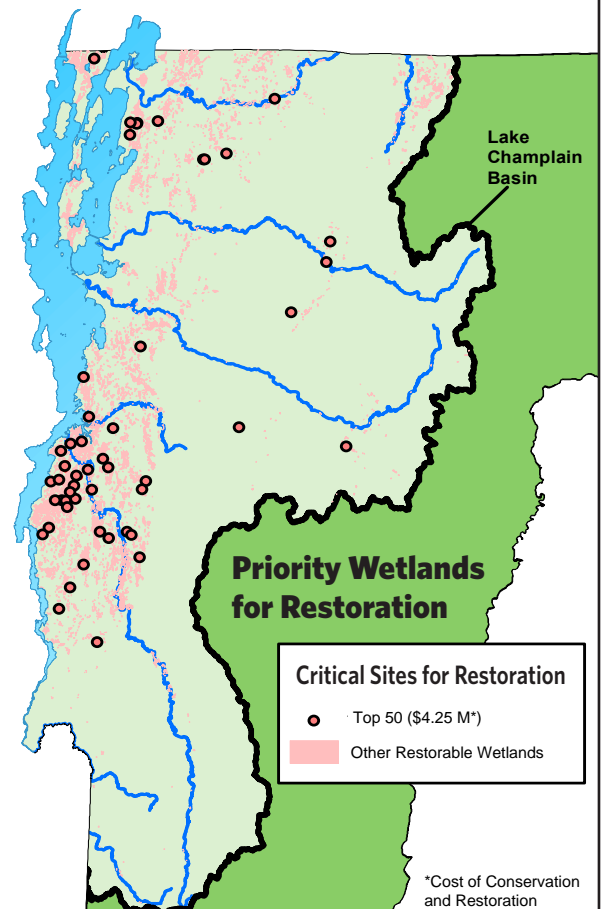 Lake
Champlain
Basin
Priority Wetlands
for Restoration
Critical Sites for Restoration
Top 50 ($4.25 M*)
Other Restorable Wetlands
*Cost of Conservation
and Restoration